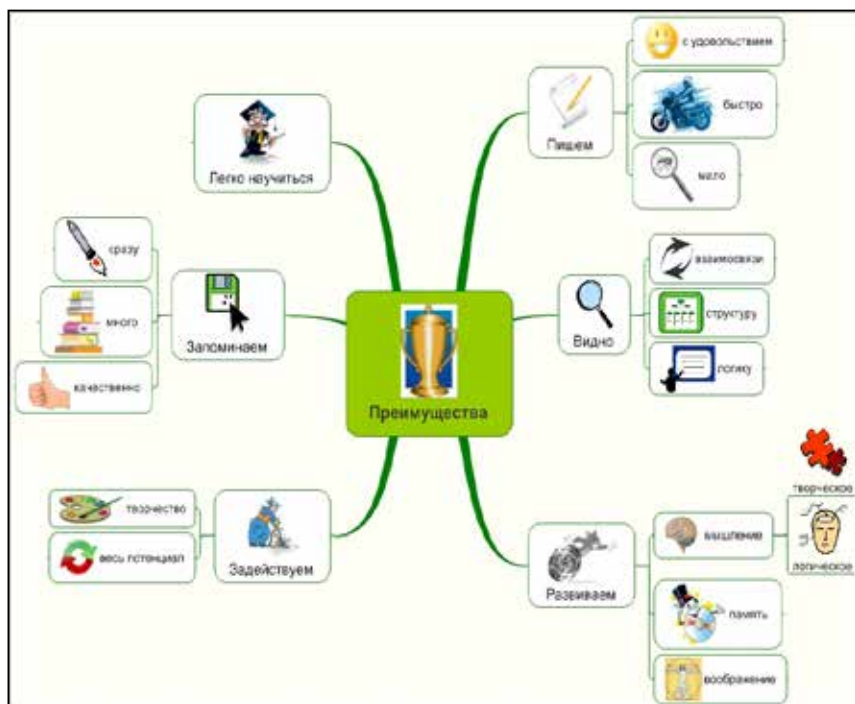 с удовольствием
быстро
Пишем
мало
Легко научиться
сразу
много
Запоминаем
качественно
взаимосвязи
структуру
Видно
логику
Преимущества
творчество
весь потенциал
Задействуем
творческое
мышление
логическое
Развиваем
память
воображение